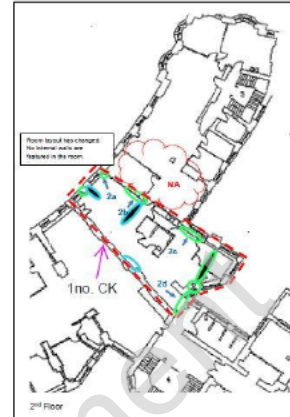 3
Room layout has changed.
No internal walls are
featured in the room.
NA
2a
2b
2c
1no. CK
2d
2nd Floor